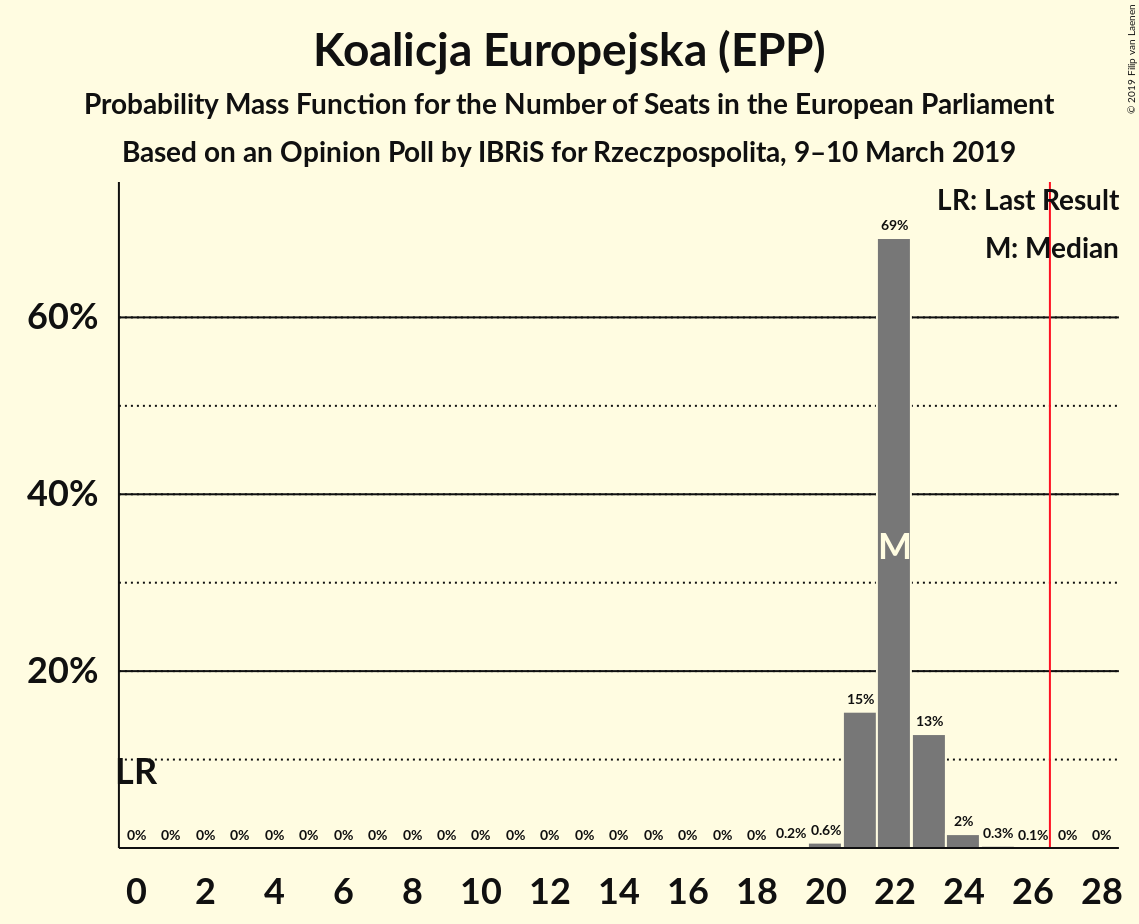 Koalicja Europejska (EPP)
Probability Mass Function for the Number of Seats in the European Parliament
Based on an Opinion Poll by IBRiS for Rzeczpospolita, 9–10 March 2019
© 2019 Filip van Laenen
LR: Last Result
M: Median
69%
60%
40%
M
20%
15%
13%
LR
0% 0% 0% 0% 0% 0% 0% 0% 0% 0% 0% 0% 0% 0% 0% 0% 0% 0% 0% 0.2% 0.6% 2% 0.3% 0.1% 0% 0%
0 2 4 6 8 10 12 14 16 18 20 22 24 26 28